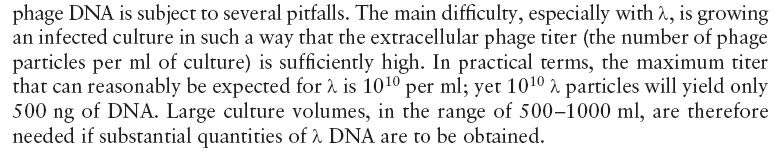 phage DNA is subject to several pitfalls. The main difficulty, especially with λ, is growing
an infected culture in such a way that the extracellular phage titer (the number of phage
particles per ml of culture) is sufficiently high. In practical terms, the maximum titer
that can reasonably be expected for λ is 10¹⁰ per ml; yet 10¹⁰ λ particles will yield only
500 ng of DNA. Large culture volumes, in the range of 500–1000 ml, are therefore
needed if substantial quantities of λ DNA are to be obtained.